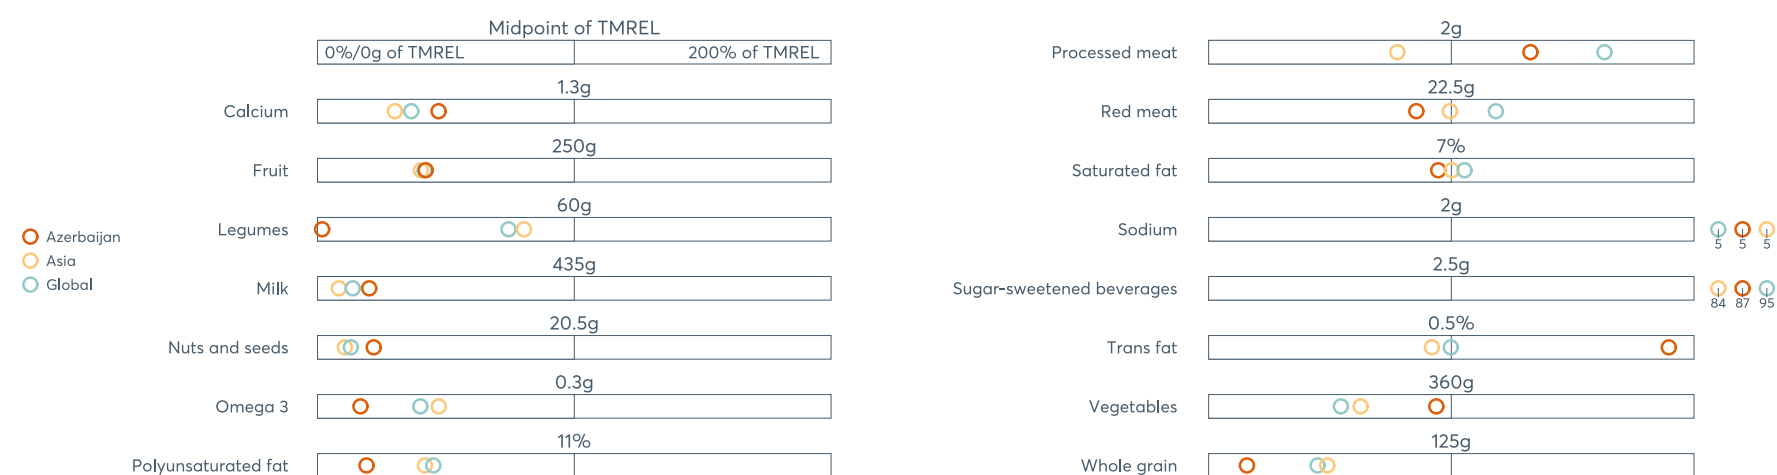 Midpoint of TMREL
0%/0g of TMREL 200% of TMREL
1.3g
Calcium
250g
Fruit
60g
Legumes
435g
Milk
20.5g
Nuts and seeds
0.3g
Omega 3
11%
Polyunsaturated fat
Azerbaijan
Asia
Global
2g
Processed meat
22.5g
Red meat
7%
Saturated fat
2g
Sodium
5 5 5
2.5g
Sugar-sweetened beverages
84 87 95
0.5%
Trans fat
360g
Vegetables
125g
Whole grain